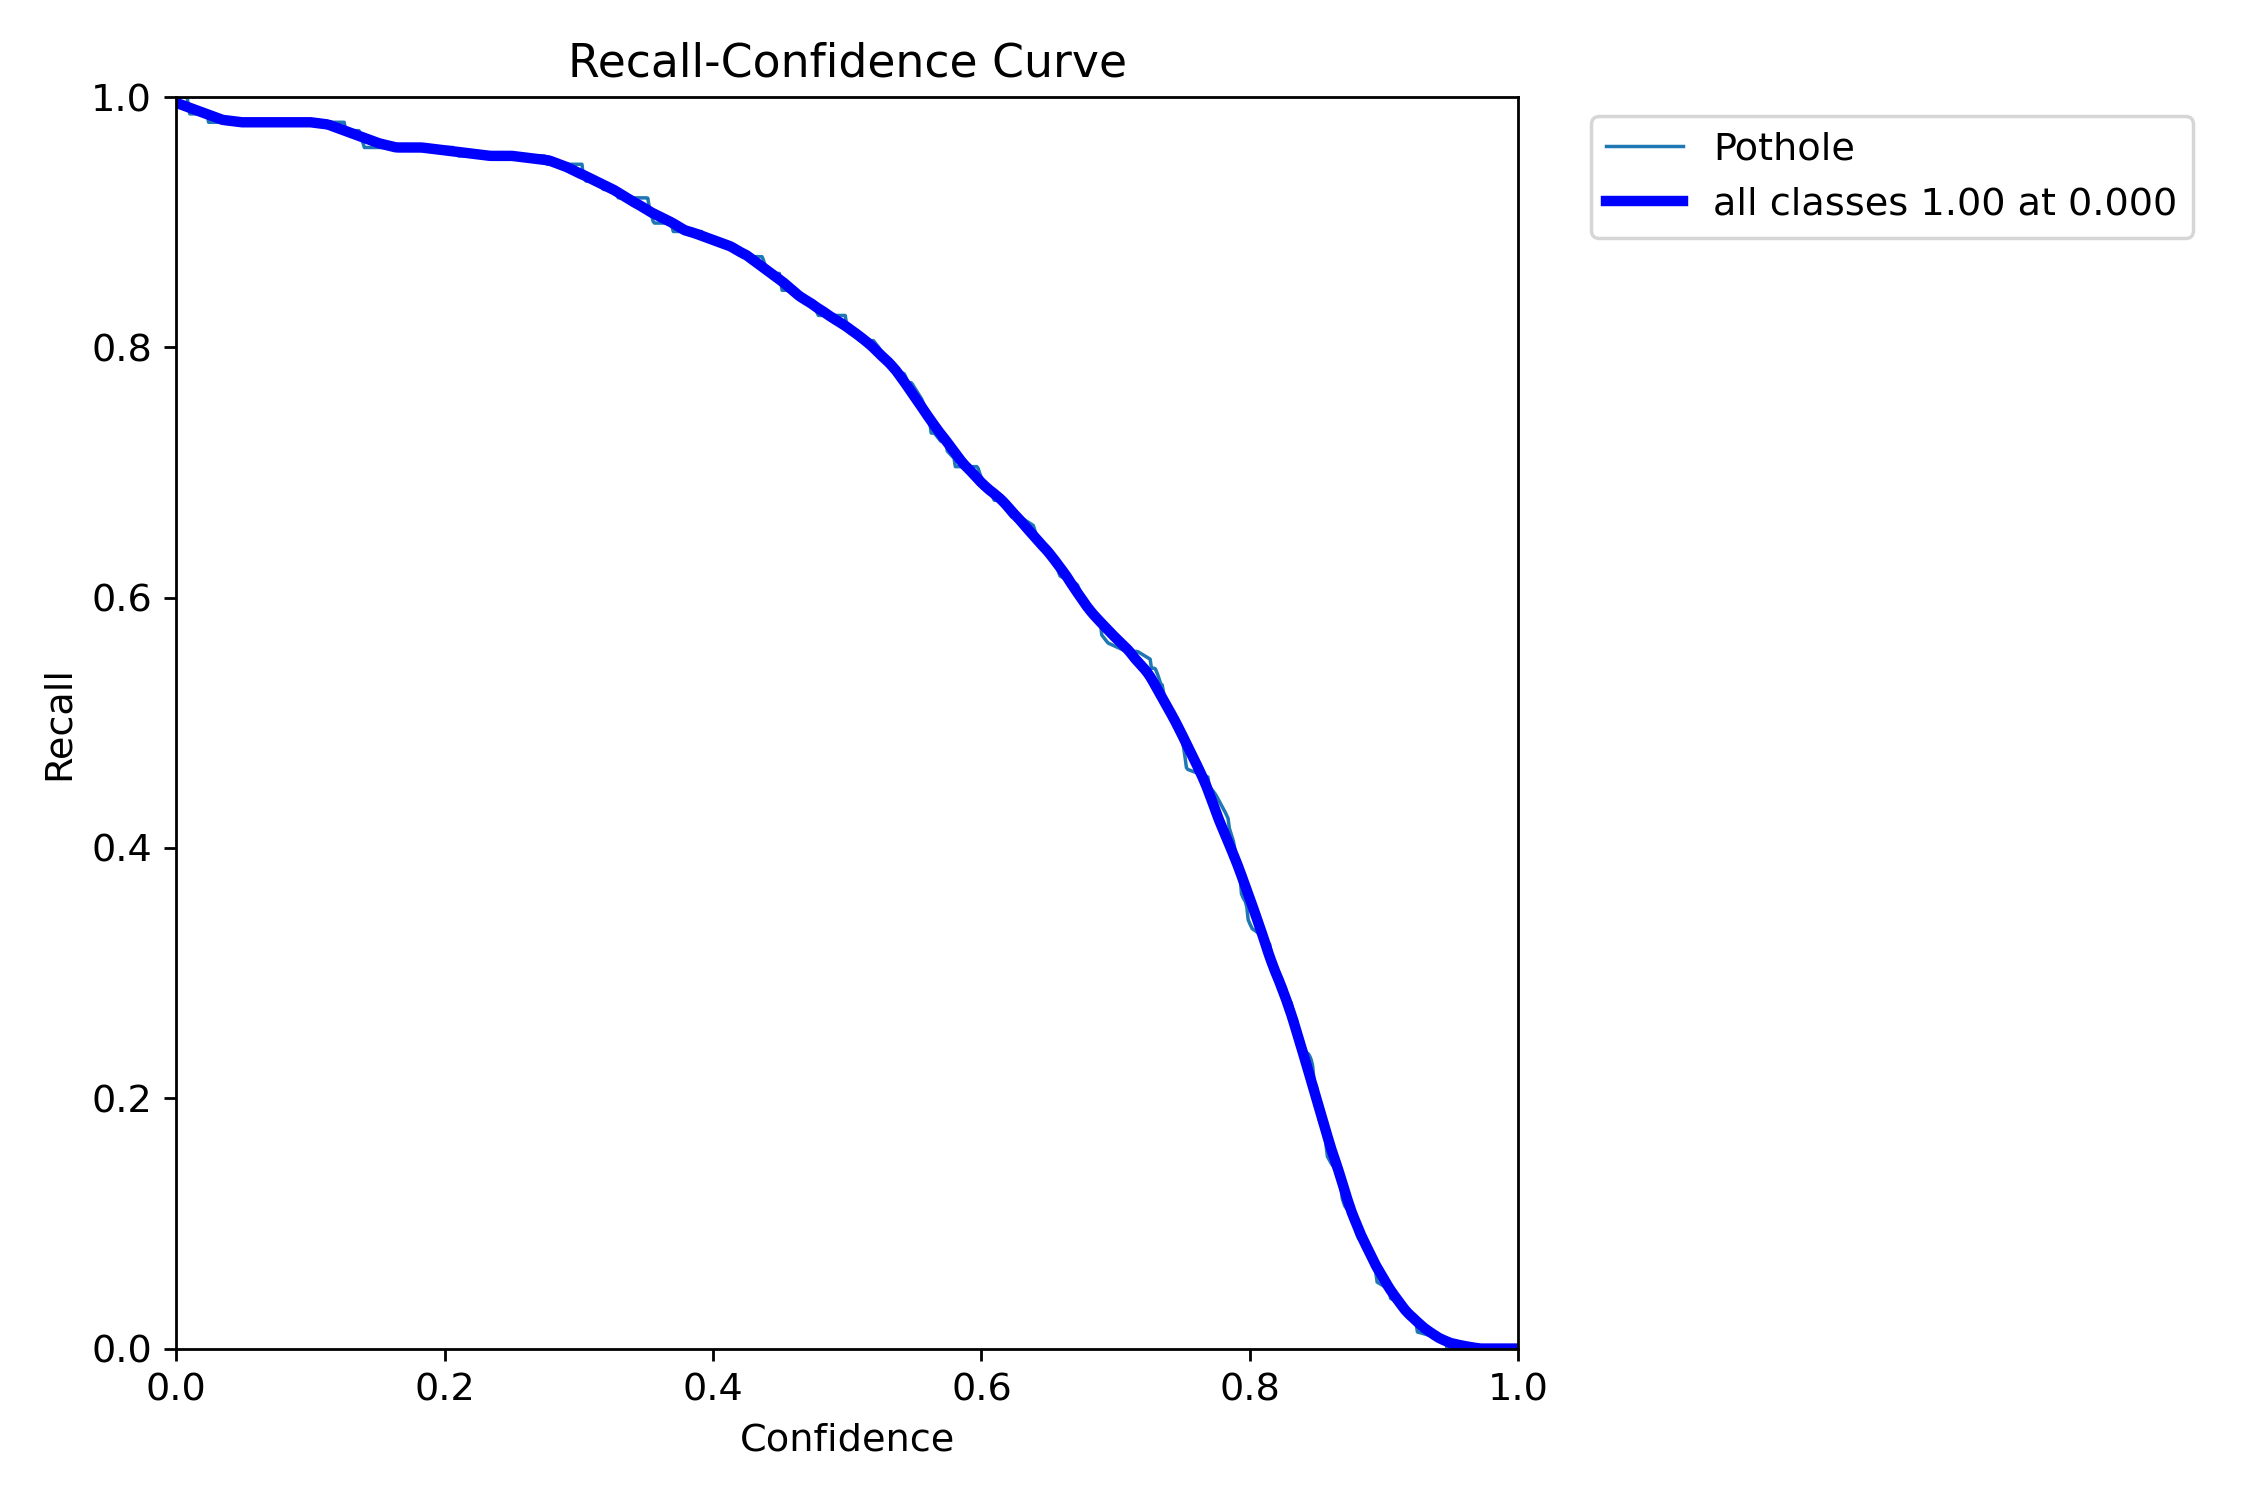 Recall-Confidence Curve
Pothole
all classes 1.00 at 0.000
1.0
0.8
0.6
0.4
0.2
0.0
Recall
0.0 0.2 0.4 0.6 0.8 1.0
Confidence